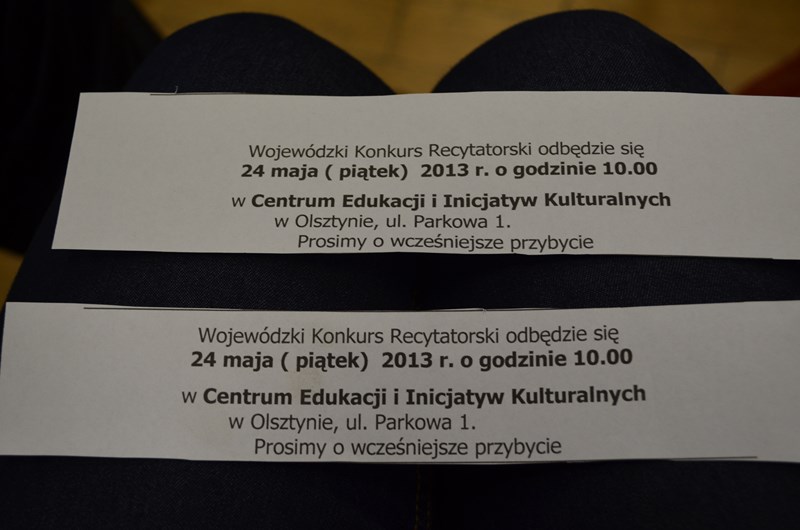 Wojewódzki Konkurs Recytatorski odbędzie się
24 maja ( piątek) 2013 r. o godzinie 10.00
w Centrum Edukacji i Inicjatyw Kulturalnych
w Olsztynie, ul. Parkowa 1.
Prosimy o wcześniejsze przybycie
Wojewódzki Konkurs Recytatorski odbędzie się
24 maja ( piątek) 2013 r. o godzinie 10.00
w Centrum Edukacji i Inicjatyw Kulturalnych
w Olsztynie, ul. Parkowa 1.
Prosimy o wcześniejsze przybycie